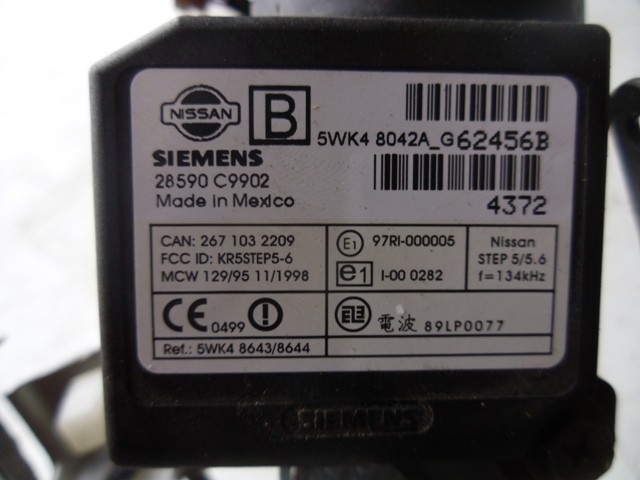 NISSAN
B
5WK4 8042A_G62456B
SIEMENS
28590 C9902
Made in Mexico
4372
CAN: 267 103 2209
FCC ID: KR5STEP5-6
MCW 129/95 11/1998
E1 97RI-000005
e1 I-00 0282
Nissan
STEP 5/5.6
f=134kHz
CE 0499
電波 89LP0077
Ref.: 5WK4 8643/8644
SIEMENS